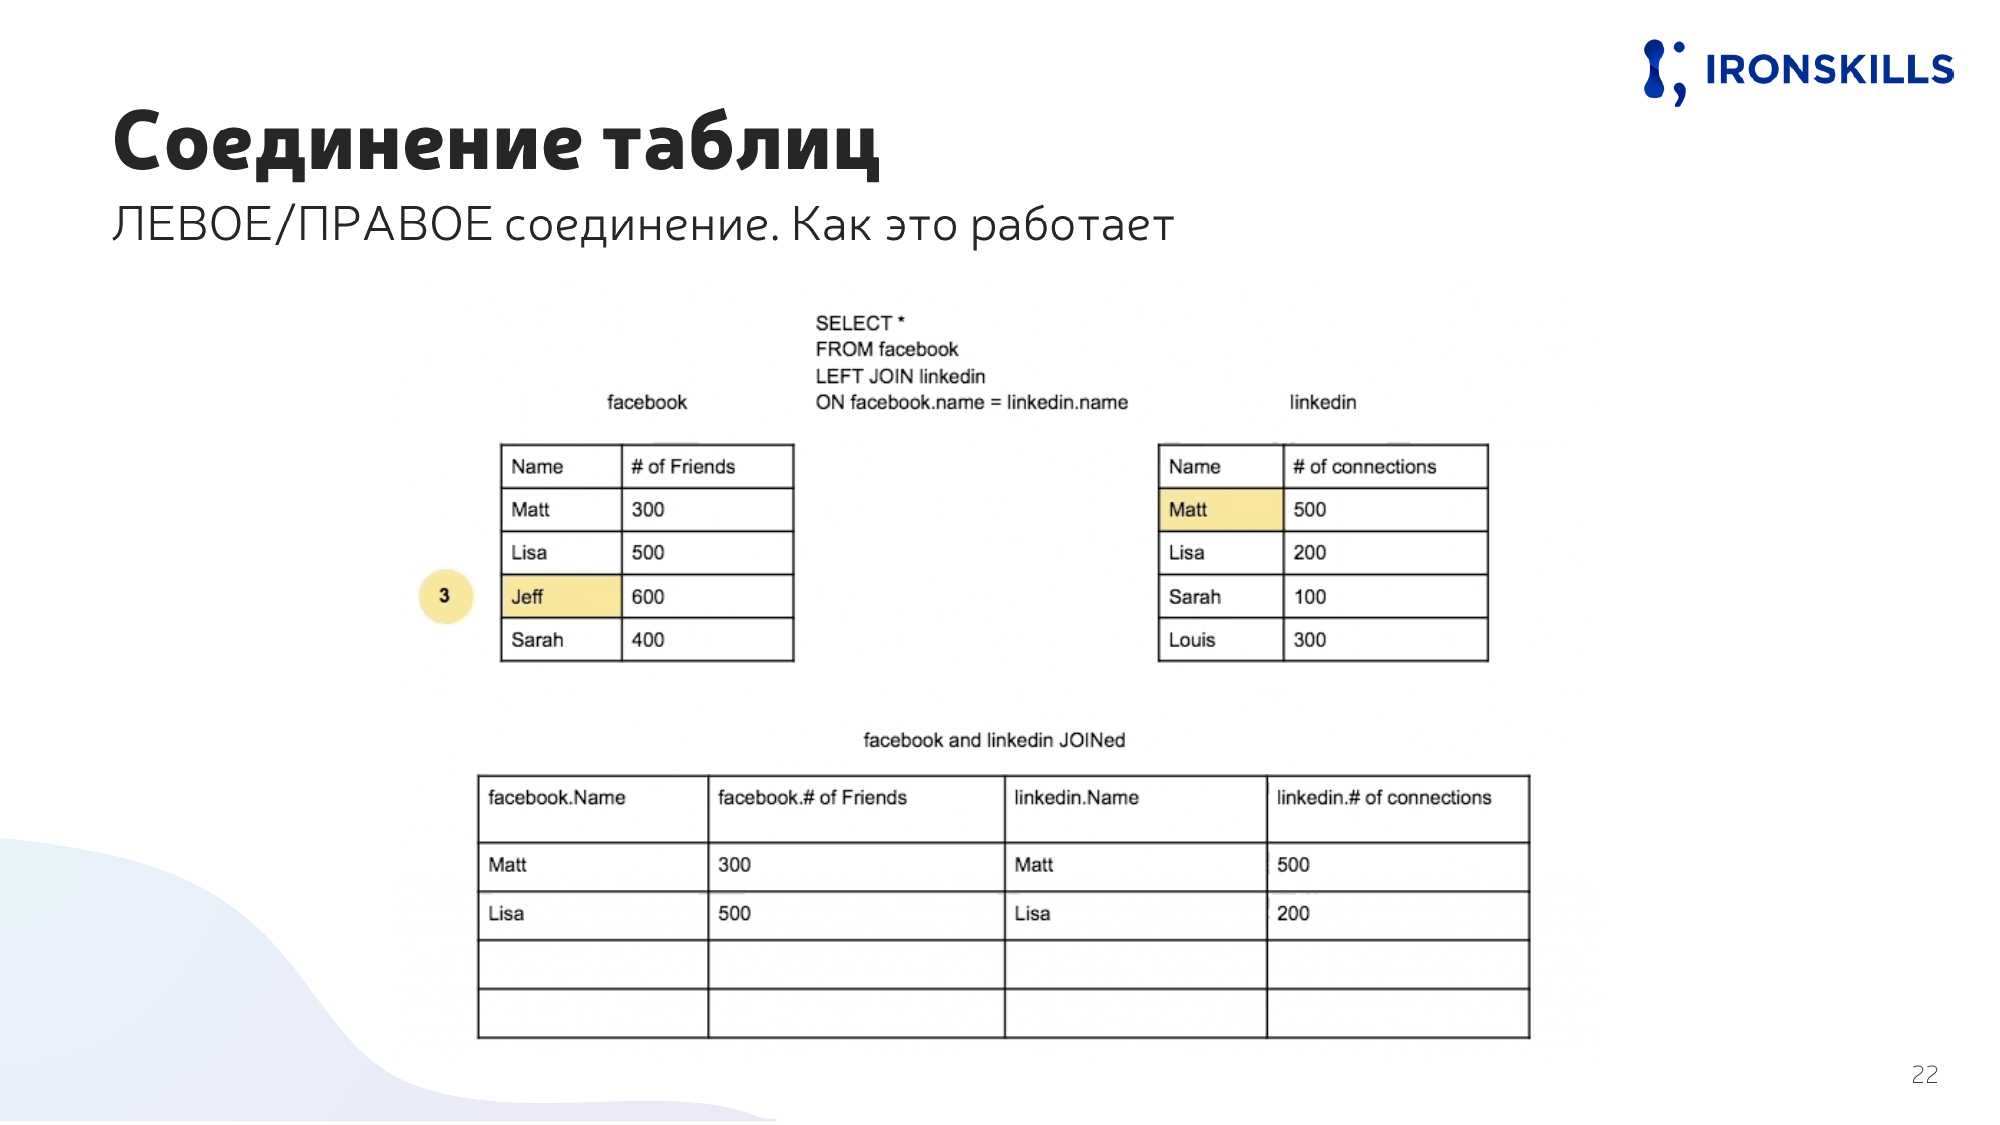 IRONSKILLS
Соединение таблиц
ЛЕВОЕ/ПРАВОЕ соединение. Как это работает
SELECT *
FROM facebook
LEFT JOIN linkedin
ON facebook.name = linkedin.name
facebook
linkedin
Name # of Friends
Matt 300
Lisa 500
3 Jeff 600
Sarah 400
Name # of connections
Matt 500
Lisa 200
Sarah 100
Louis 300
facebook and linkedin JOINed
facebook.Name facebook.# of Friends linkedin.Name linkedin.# of connections
Matt 300 Matt 500
Lisa 500 Lisa 200
22